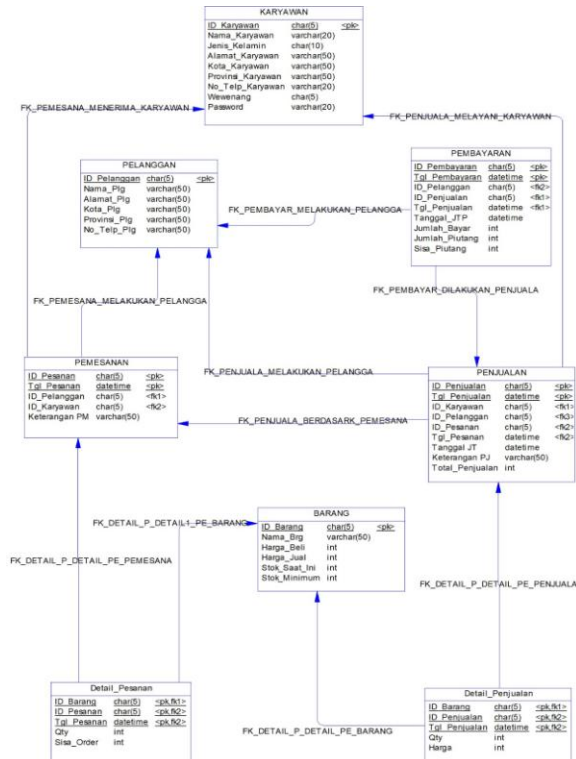 KARYAWAN
ID_Karyawan char(5) <pk>
Nama_Karyawan varchar(20)
Jenis_Kelamin char(10)
Alamat_Karyawan varchar(50)
Kota_Karyawan varchar(50)
Provinsi_Karyawan varchar(50)
No_Telp_Karyawan varchar(20)
Wewenang char(5)
Password varchar(20)
FK_PEMESANA_MENERIMA_KARYAWAN
FK_PENJUALA_MELAYANI_KARYAWAN
PELANGGAN
ID_Pelanggan char(5) <pk>
Nama_Plg varchar(50)
Alamat_Plg varchar(50)
Kota_Plg varchar(50)
Provinsi_Plg varchar(50)
No_Telp_Plg varchar(50)
PEMBAYARAN
ID_Pembayaran char(5) <pk>
Tgl_Pembayaran datetime <pk>
ID_Pelanggan char(5) <fk2>
ID_Penjualan char(5) <fk1>
Tgl_Penjualan datetime <fk1>
Tanggal_JTP datetime
Jumlah_Bayar int
Jumlah_Piutang int
Sisa_Piutang int
FK_PEMBAYAR_MELAKUKAN_PELANGGA
FK_PEMBAYAR_DILAKUKAN_PENJUALA
FK_PEMESANA_MELAKUKAN_PELANGGA
FK_PENJUALA_MELAKUKAN_PELANGGA
PEMESANAN
ID_Pesanan char(5) <pk>
Tgl_Pesanan datetime <pk>
ID_Pelanggan char(5) <fk1>
ID_Karyawan char(5) <fk2>
Keterangan PM varchar(50)
PENJUALAN
ID_Penjualan char(5) <pk>
Tgl_Penjualan datetime <pk>
ID_Karyawan char(5) <fk1>
ID_Pelanggan char(5) <fk3>
ID_Pesanan char(5) <fk2>
Tgl_Pesanan datetime <fk2>
Tanggal JT datetime
Keterangan PJ varchar(50)
Total_Penjualan int
FK_PENJUALA_BERDASARK_PEMESANA
BARANG
ID_Barang char(5) <pk>
Nama_Brg varchar(50)
Harga_Beli int
Harga_Jual int
Stok_Saat_Ini int
Stok_Minimum int
FK_DETAIL_P_DETAIL1_PE_BARANG
FK_DETAIL_P_DETAIL_PE_PEMESANA
FK_DETAIL_P_DETAIL_PE_PENJUALA
Detail_Pesanan
ID_Barang char(5) <pk,fk1>
ID_Pesanan char(5) <pk,fk2>
Tgl_Pesanan datetime <pk,fk2>
Qty int
Sisa_Order int
Detail_Penjualan
ID_Barang char(5) <pk,fk1>
ID_Penjualan char(5) <pk,fk2>
Tgl_Penjualan datetime <pk,fk2>
Qty int
Harga int
FK_DETAIL_P_DETAIL_PE_BARANG